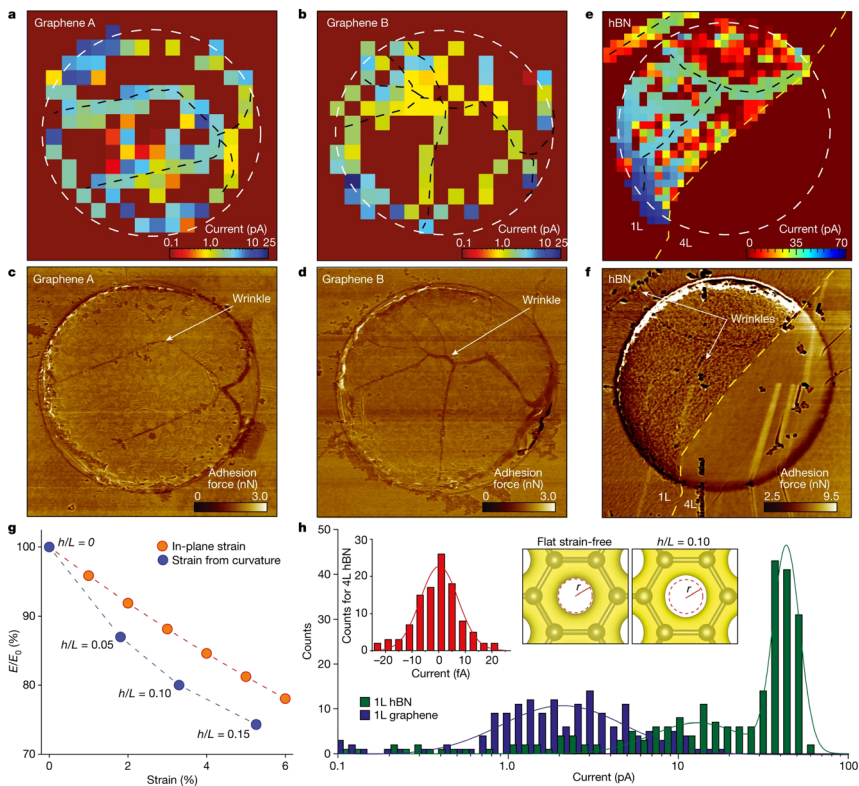 a
Graphene A
Current (pA)
0.1 1.0 10 25
b
Graphene B
Current (pA)
0.1 1.0 10 25
e
hBN
1L
4L
Current (pA)
0 35 70
c
Graphene A
Wrinkle
Adhesion
force (nN)
0 3.0
d
Graphene B
Wrinkle
Adhesion
force (nN)
0 3.0
f
hBN
Wrinkles
1L
4L
Adhesion
force (nN)
2.5 9.5
g
E/E0 (%)
100
90
80
70
h/L = 0
In-plane strain
Strain from curvature
h/L = 0.05
h/L = 0.10
h/L = 0.15
0 2 4 6
Strain (%)
h
Counts
50
40
30
20
10
0
Counts for 4L hBN
30
20
10
0
−20 −10 0 10 20
Current (fA)
Flat strain-free
h/L = 0.10
r
r
1L hBN
1L graphene
0.1 1.0 10 100
Current (pA)